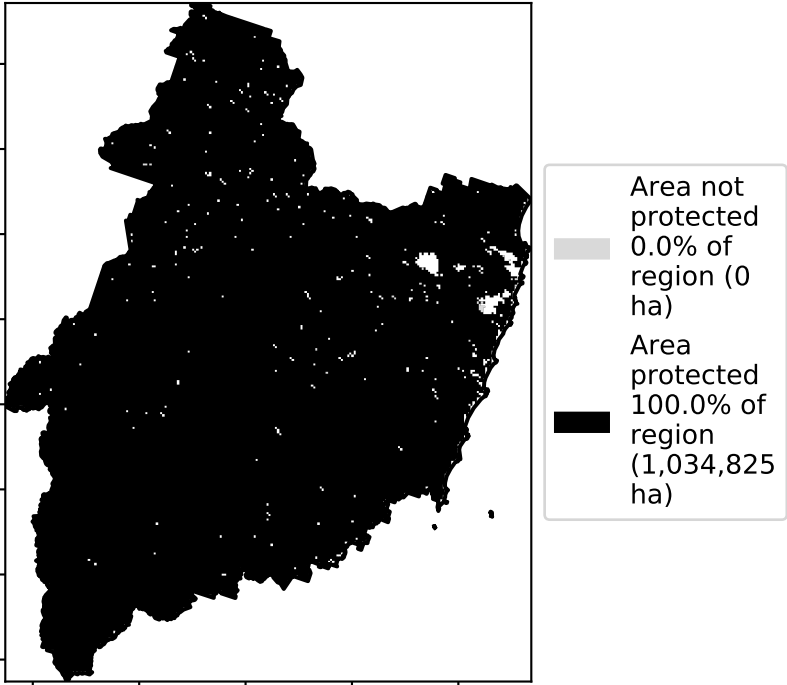 Area not
protected
0.0% of
region (0
ha)
Area
protected
100.0% of
region
(1,034,825
ha)